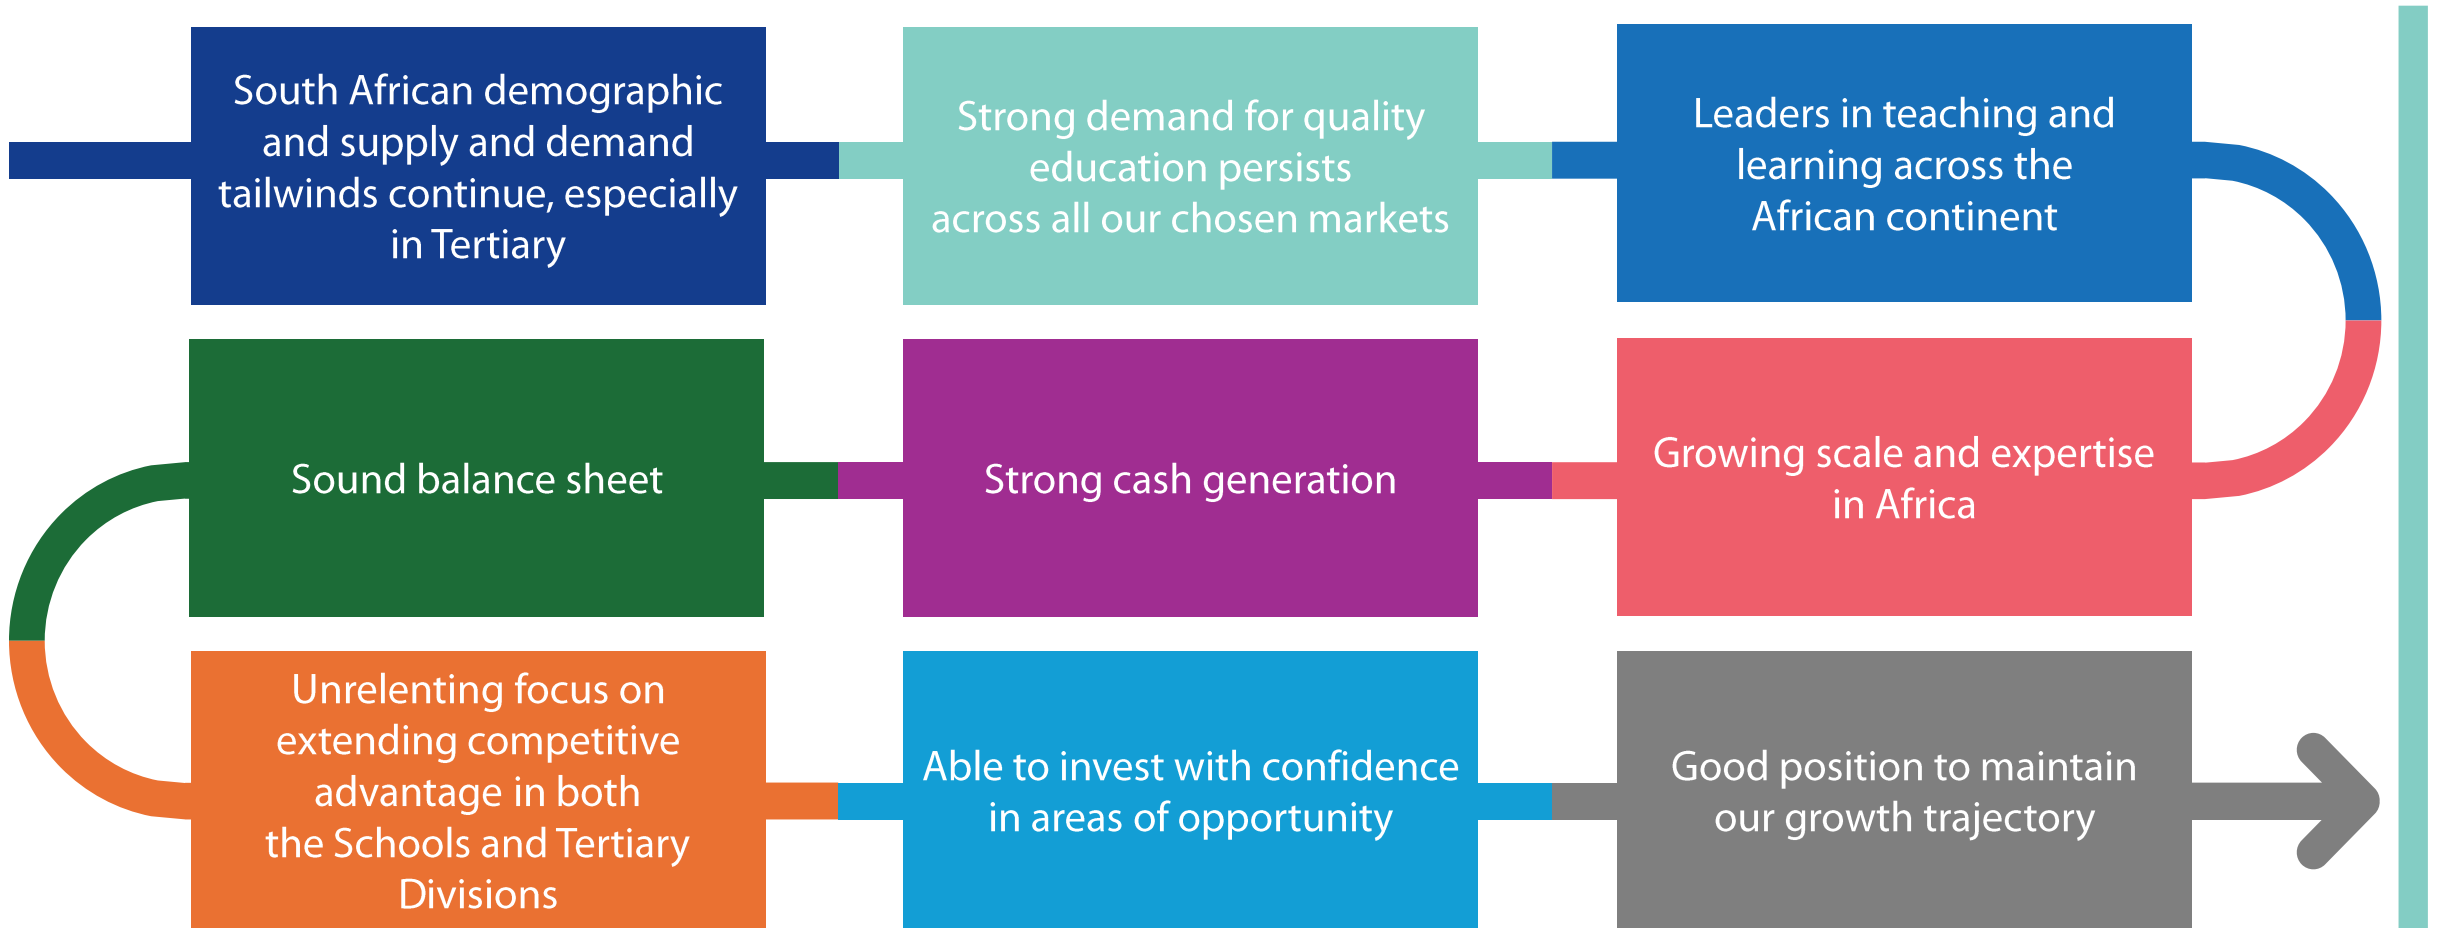 South African demographic
and supply and demand
tailwinds continue, especially
in Tertiary
Strong demand for quality
education persists
across all our chosen markets
Leaders in teaching and
learning across the
African continent
Growing scale and expertise
in Africa
Strong cash generation
Sound balance sheet
Unrelenting focus on
extending competitive
advantage in both
the Schools and Tertiary
Divisions
Able to invest with confidence
in areas of opportunity
Good position to maintain
our growth trajectory